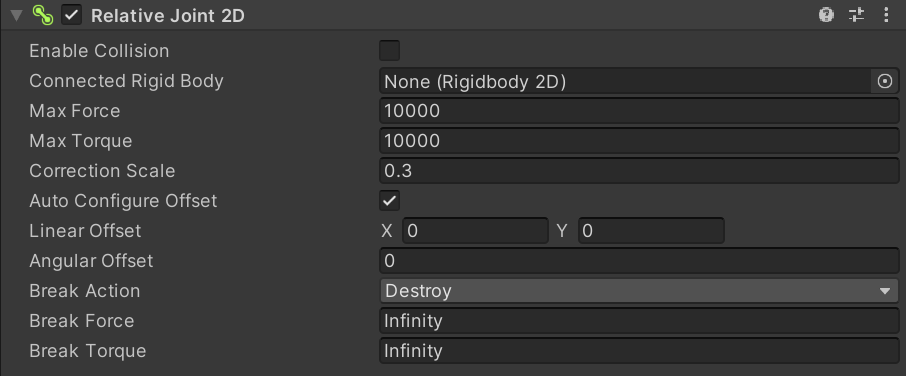 Relative Joint 2D
Enable Collision
Connected Rigid Body None (Rigidbody 2D)
Max Force 10000
Max Torque 10000
Correction Scale 0.3
Auto Configure Offset
Linear Offset X 0 Y 0
Angular Offset 0
Break Action Destroy
Break Force Infinity
Break Torque Infinity